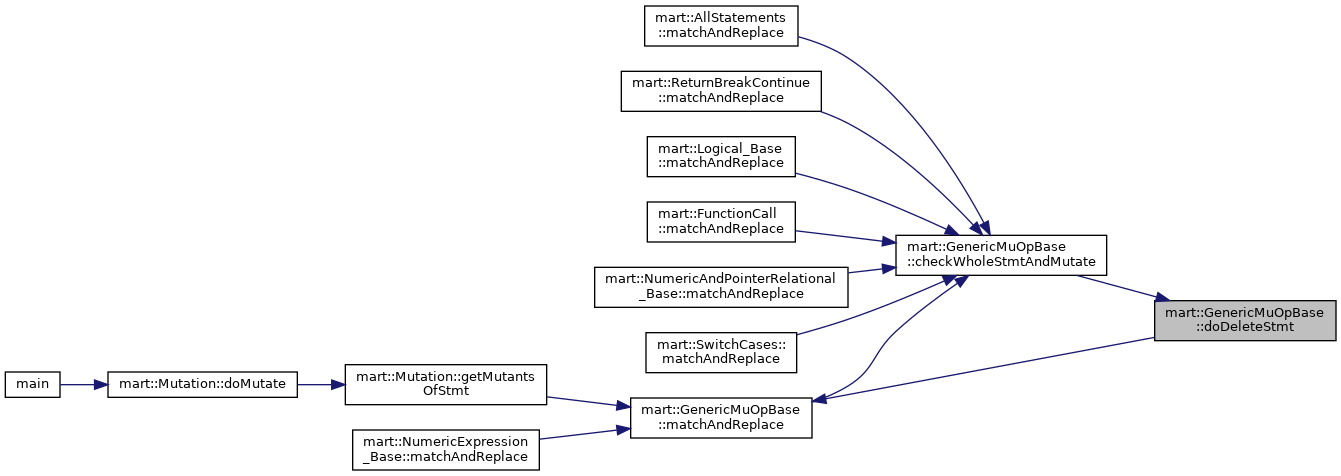 mart::AllStatements
::matchAndReplace
mart::ReturnBreakContinue
::matchAndReplace
mart::Logical_Base
::matchAndReplace
mart::FunctionCall
::matchAndReplace
mart::GenericMuOpBase
::checkWholeStmtAndMutate
mart::NumericAndPointerRelational
_Base::matchAndReplace
mart::GenericMuOpBase
::doDeleteStmt
mart::SwitchCases::
matchAndReplace
main
mart::Mutation::doMutate
mart::Mutation::getMutants
OfStmt
mart::GenericMuOpBase
::matchAndReplace
mart::NumericExpression
_Base::matchAndReplace